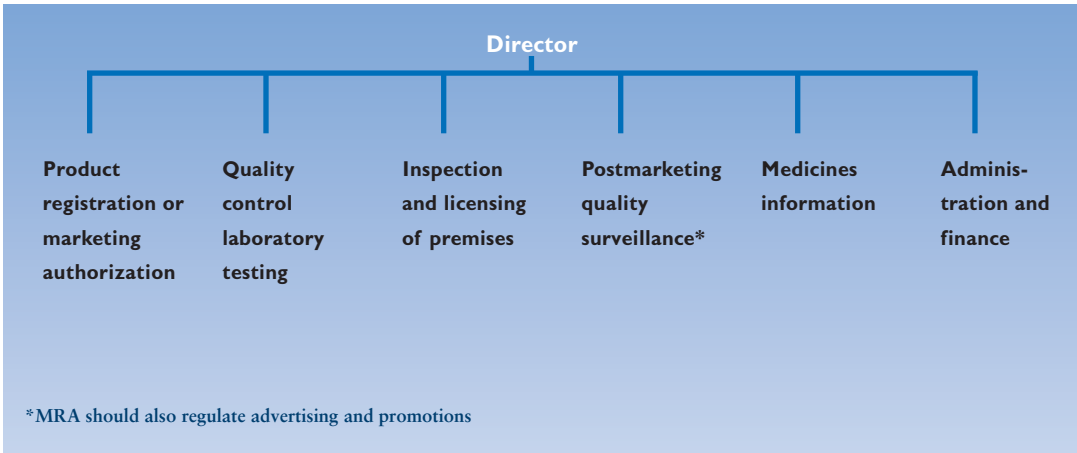 Director
Product
registration or
marketing
authorization
Quality
control
laboratory
testing
Inspection
and licensing
of premises
Postmarketing
quality
surveillance*
Medicines
information
Adminis-
tration and
finance
*MRA should also regulate advertising and promotions